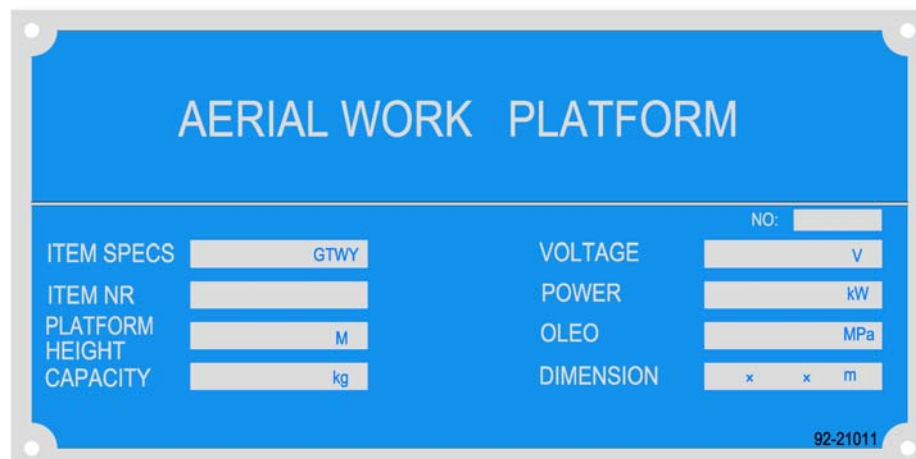 AERIAL WORK PLATFORM
NO:
ITEM SPECS GTWY
VOLTAGE V
ITEM NR
POWER kW
PLATFORM
HEIGHT M
OLEO MPa
CAPACITY kg
DIMENSION × × m
92-21011